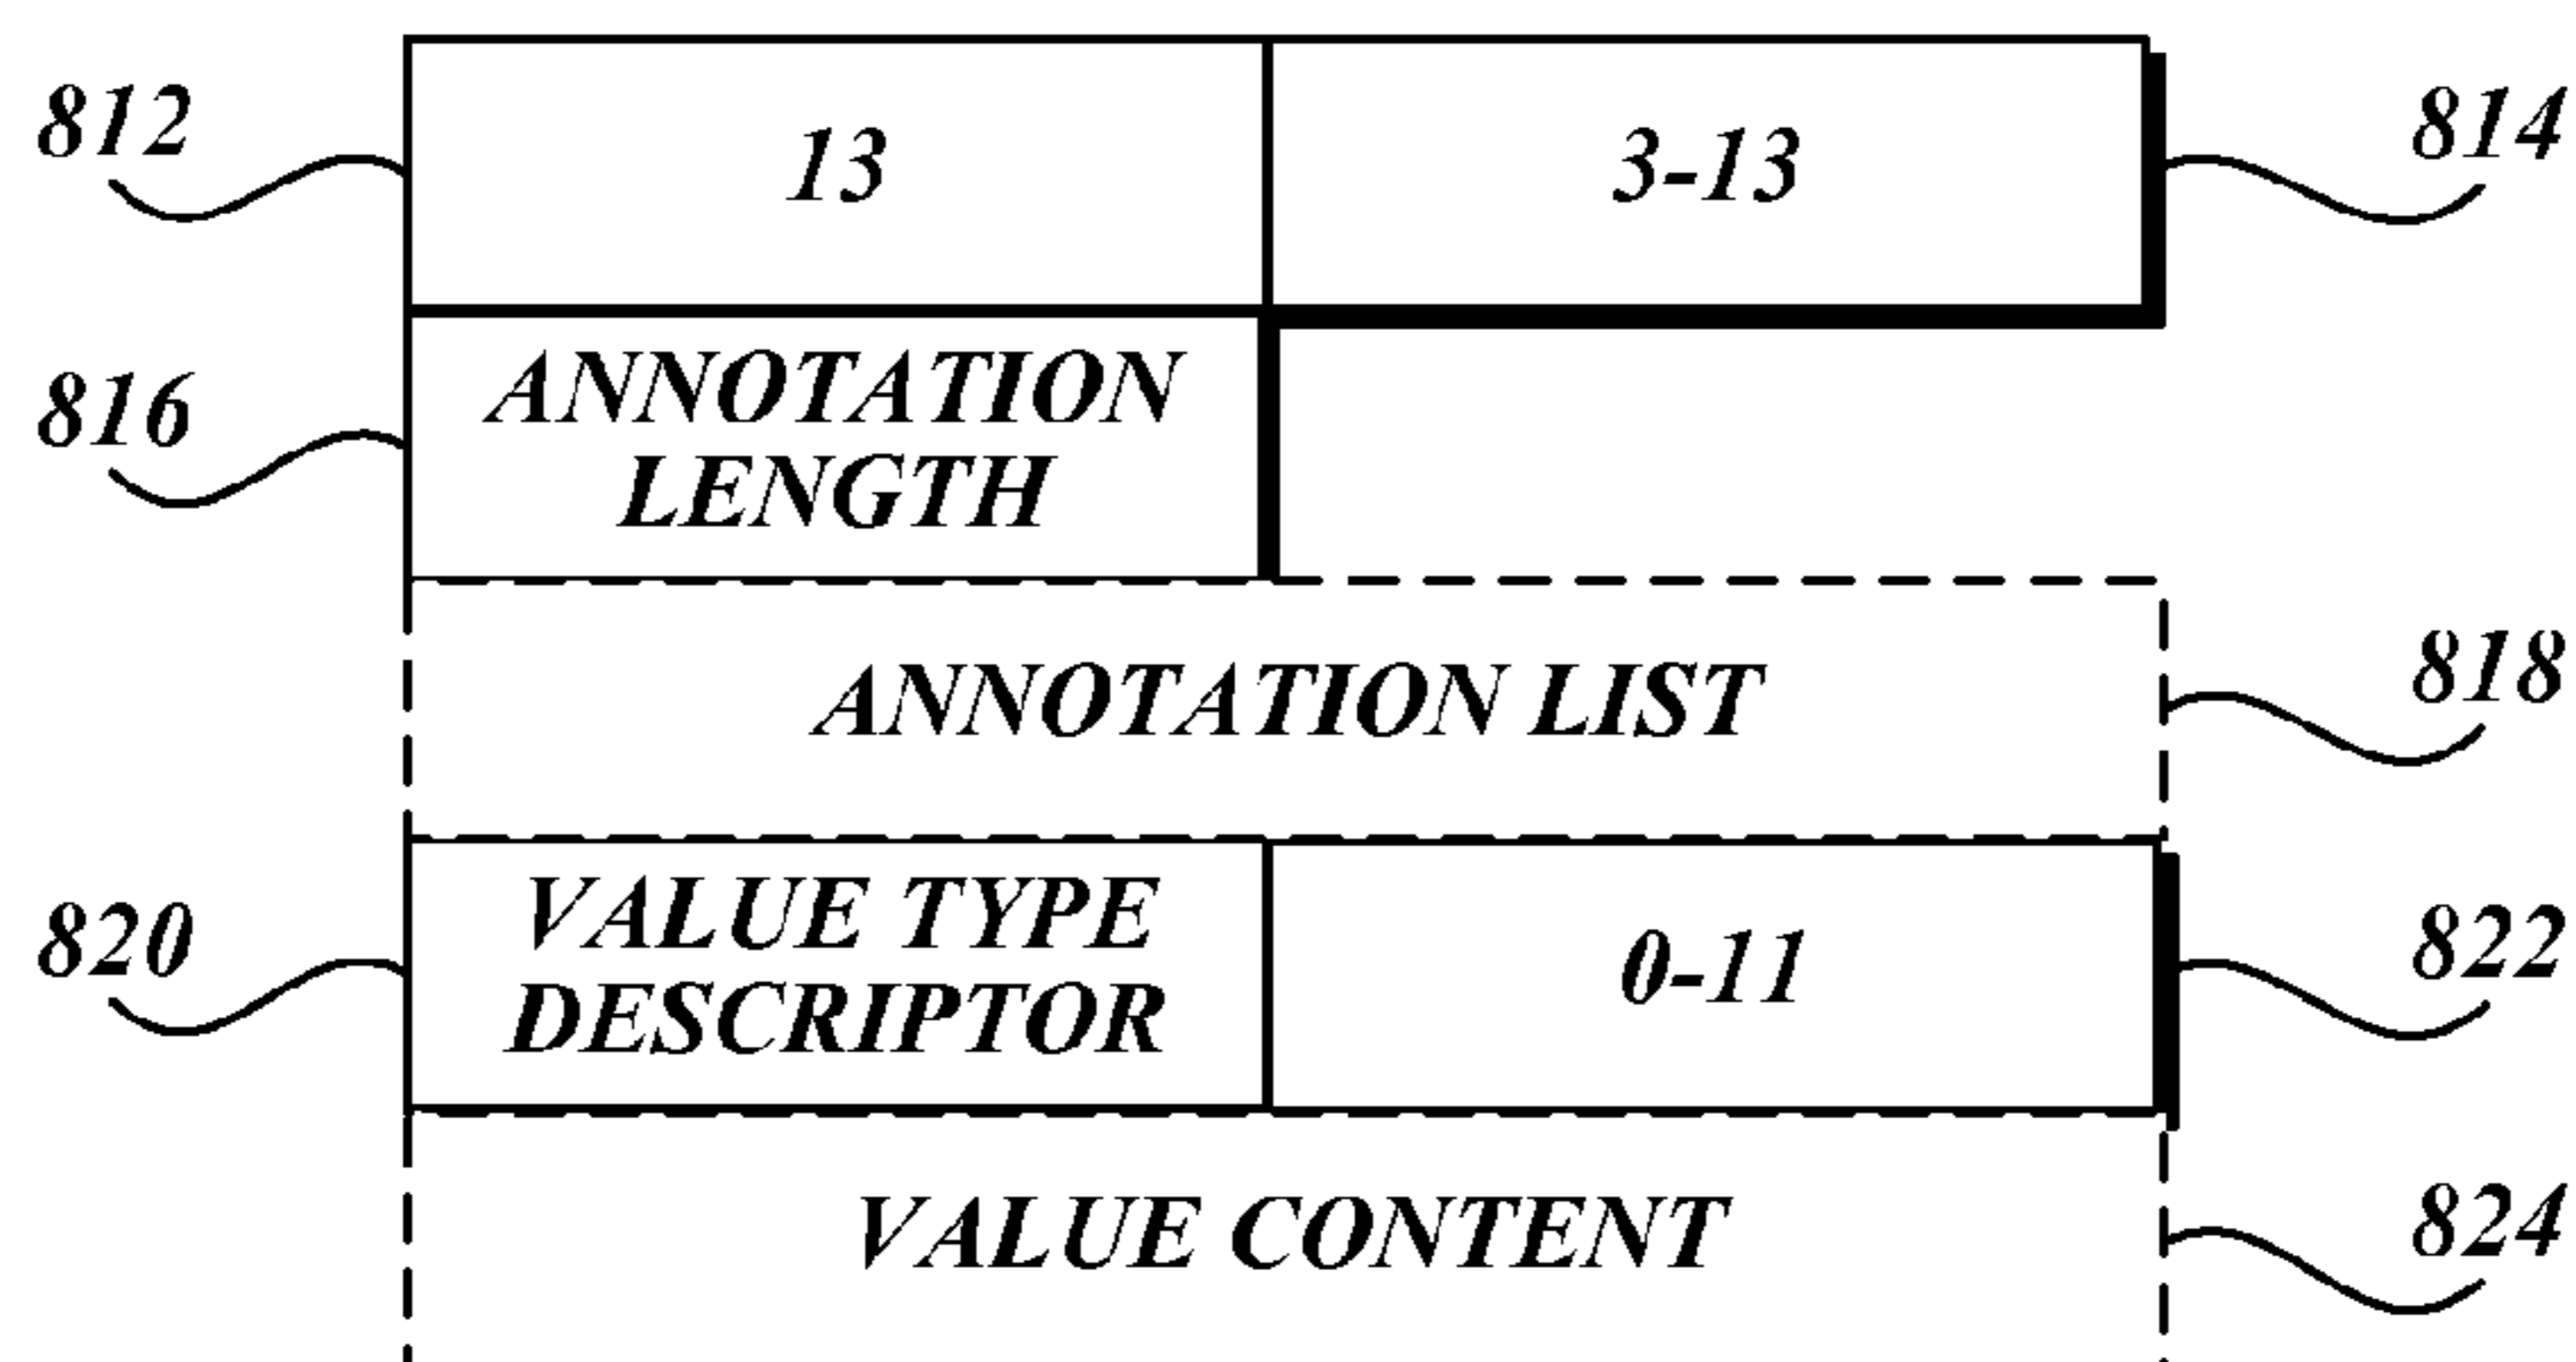 812
13
3-13
814
816
ANNOTATION
LENGTH
ANNOTATION LIST
818
820
VALUE TYPE
DESCRIPTOR
0-11
822
VALUE CONTENT
824